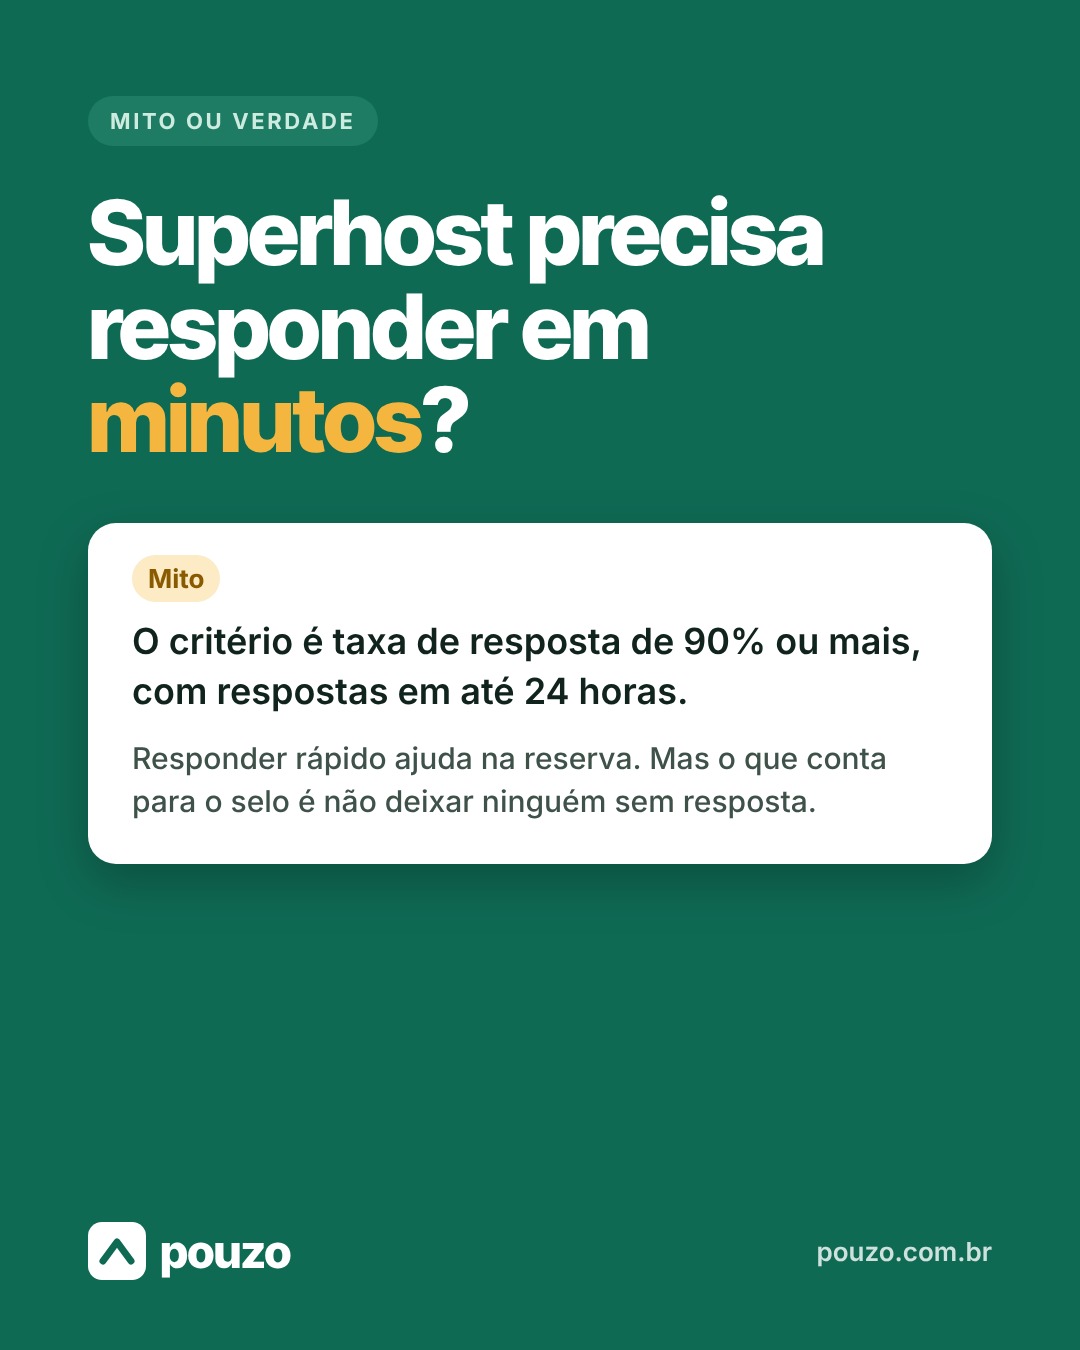 MITO OU VERDADE
Superhost precisa
responder em
minutos?
Mito
O critério é taxa de resposta de 90% ou mais,
com respostas em até 24 horas.
Responder rápido ajuda na reserva. Mas o que conta
para o selo é não deixar ninguém sem resposta.
pouzo
pouzo.com.br